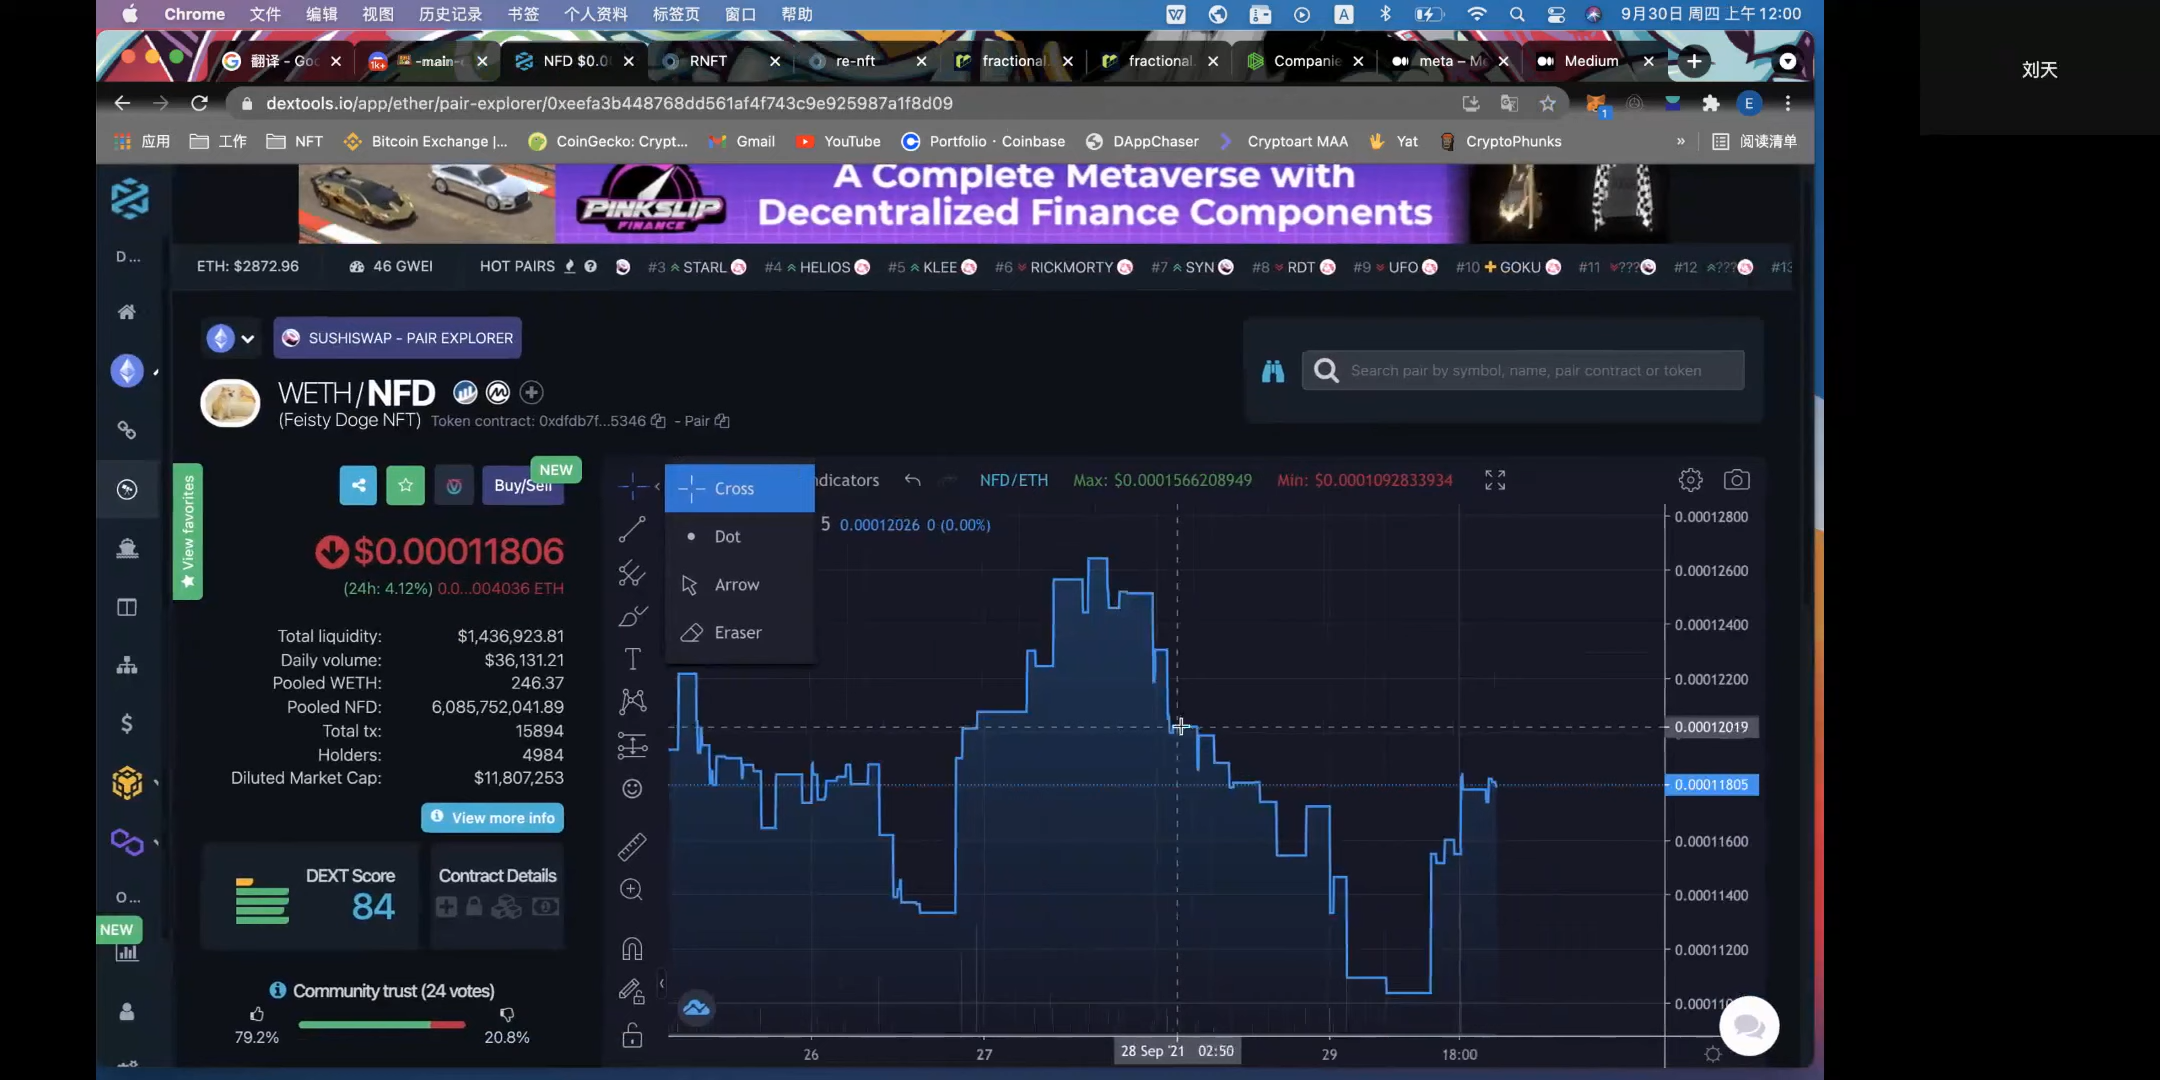 Chrome 文件 编辑 视图 历史记录 书签 个人资料 标签页 窗口 帮助 9月30日 周四 上午12:00
刘天
翻译 - Goo -main- NFD $0.0 RNFT re-nft fractional. fractional. Companie meta – Me Medium
dextools.io/app/ether/pair-explorer/0xeefa3b448768dd561af4f743c9e925987a1f8d09
应用 工作 NFT Bitcoin Exchange |... CoinGecko: Crypt... Gmail YouTube Portfolio · Coinbase DAppChaser Cryptoart MAA Yat CryptoPhunks » 阅读清单
PINKSLIP FINANCE
A Complete Metaverse with
Decentralized Finance Components
D...
ETH: $2872.96 46 GWEI HOT PAIRS #3 STARL #4 HELIOS #5 KLEE #6 RICKMORTY #7 SYN #8 RDT #9 UFO #10 GOKU #11 ??? #12 ??? #13
SUSHISWAP - PAIR EXPLORER
Search pair by symbol, name, pair contract or token
WETH/NFD
(Feisty Doge NFT) Token contract: 0xdfdb7f...5346 - Pair
View favorites
NEW
Buy/Sell
$0.00011806
(24h: 4.12%) 0.0...004036 ETH
Total liquidity: $1,436,923.81
Daily volume: $36,131.21
Pooled WETH: 246.37
Pooled NFD: 6,085,752,041.89
Total tx: 15894
Holders: 4984
Diluted Market Cap: $11,807,253
View more info
DEXT Score
84
Contract Details
O...
NEW
Community trust (24 votes)
79.2% 20.8%
Cross
Dot
Arrow
Eraser
ndicators NFD/ETH Max: $0.0001566208949 Min: $0.0001092833934
5 0.00012026 0 (0.00%)
0.00012800
0.00012600
0.00012400
0.00012200
0.00012019
0.00011805
0.00011600
0.00011400
0.00011200
26 27 28 Sep '21 02:50 29 18:00